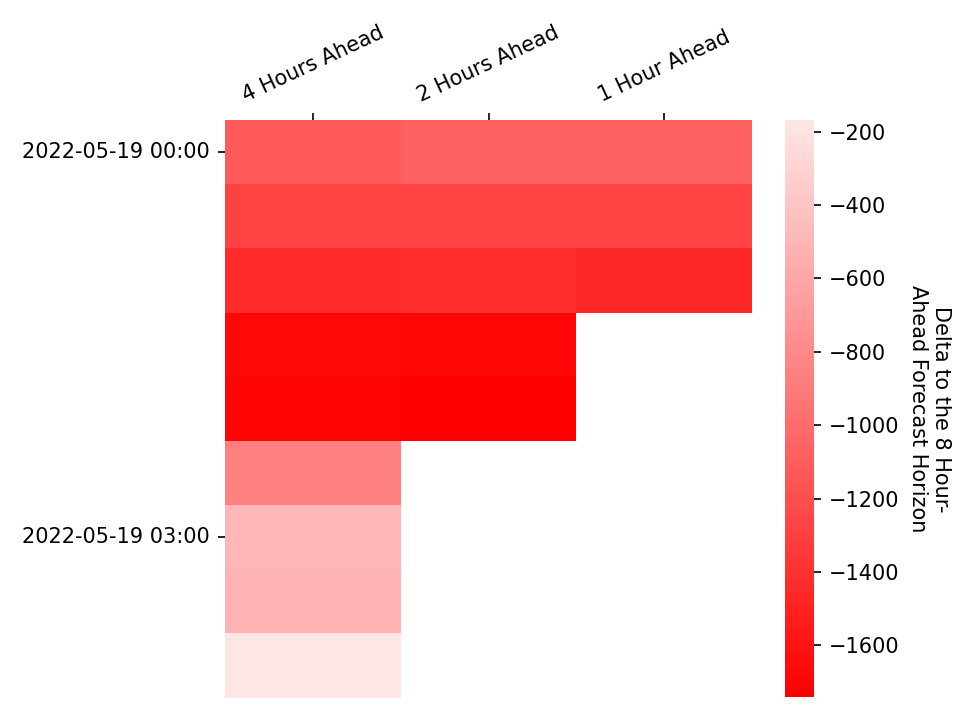 4 Hours Ahead
2 Hours Ahead
1 Hour Ahead
2022-05-19 00:00
2022-05-19 03:00
−200
−400
−600
−800
−1000
−1200
−1400
−1600
Delta to the 8 Hour-
Ahead Forecast Horizon